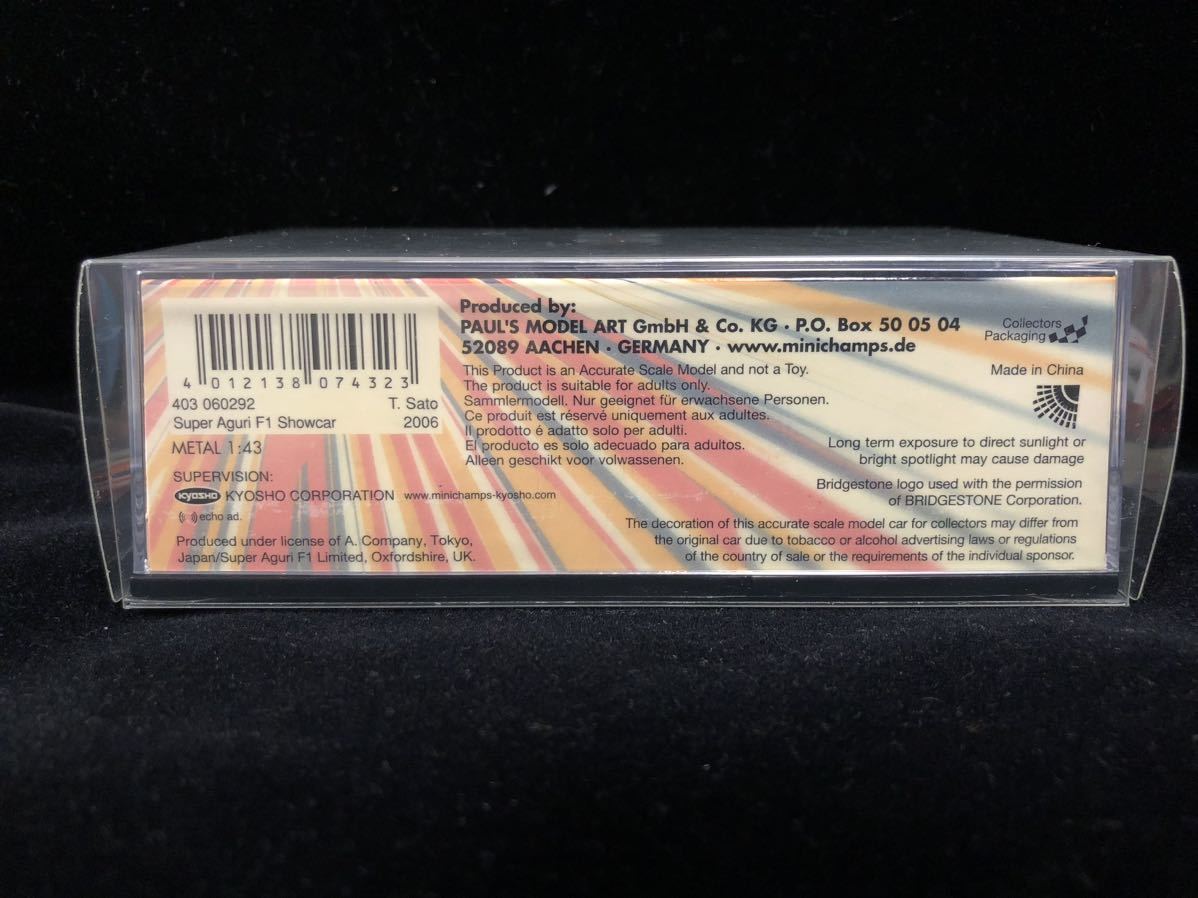 4 012138 074323
403 060292 T. Sato
Super Aguri F1 Showcar 2006
METAL 1:43
SUPERVISION:
KYOSHO KYOSHO CORPORATION www.minichamps-kyosho.com
echo ad.
Produced under license of A. Company, Tokyo,
Japan/Super Aguri F1 Limited, Oxfordshire, UK.
Produced by:
PAUL'S MODEL ART GmbH & Co. KG · P.O. Box 50 05 04
52089 AACHEN · GERMANY · www.minichamps.de
This Product is an Accurate Scale Model and not a Toy.
The product is suitable for adults only.
Sammlermodell. Nur geeignet für erwachsene Personen.
Ce produit est réservé uniquement aux adultes.
Il prodotto é adatto solo per adulti.
El producto es solo adecuado para adultos.
Alleen geschikt voor volwassenen.
Collectors
Packaging
Made in China
Long term exposure to direct sunlight or
bright spotlight may cause damage
Bridgestone logo used with the permission
of BRIDGESTONE Corporation.
The decoration of this accurate scale model car for collectors may differ from
the original car due to tobacco or alcohol advertising laws or regulations
of the country of sale or the requirements of the individual sponsor.